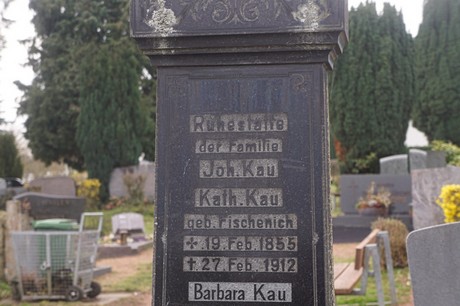 Ruhestätte
der Familie
Joh. Kau
Kath. Kau
geb. Fischenich
* 19. Feb. 1855
† 27. Feb. 1912
Barbara Kau